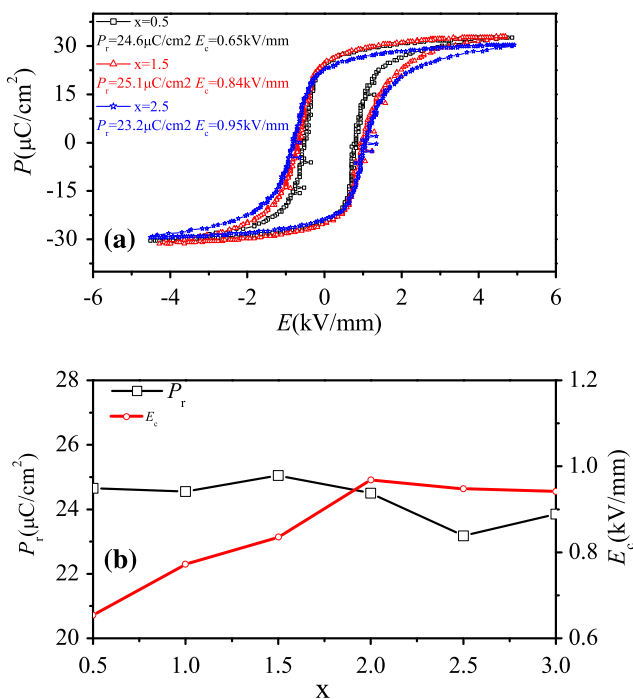 x=0.5
Pr=24.6μC/cm2 Ec=0.65kV/mm
x=1.5
Pr=25.1μC/cm2 Ec=0.84kV/mm
x=2.5
Pr=23.2μC/cm2 Ec=0.95kV/mm
P(μC/cm²)
30
15
0
-15
-30
(a)
-6 -4 -2 0 2 4 6
E(kV/mm)
Pr
Ec
Pr(μC/cm²)
28
26
24
22
20
(b)
1.2
1.0
0.8
0.6
Ec(kV/mm)
0.5 1.0 1.5 2.0 2.5 3.0
x